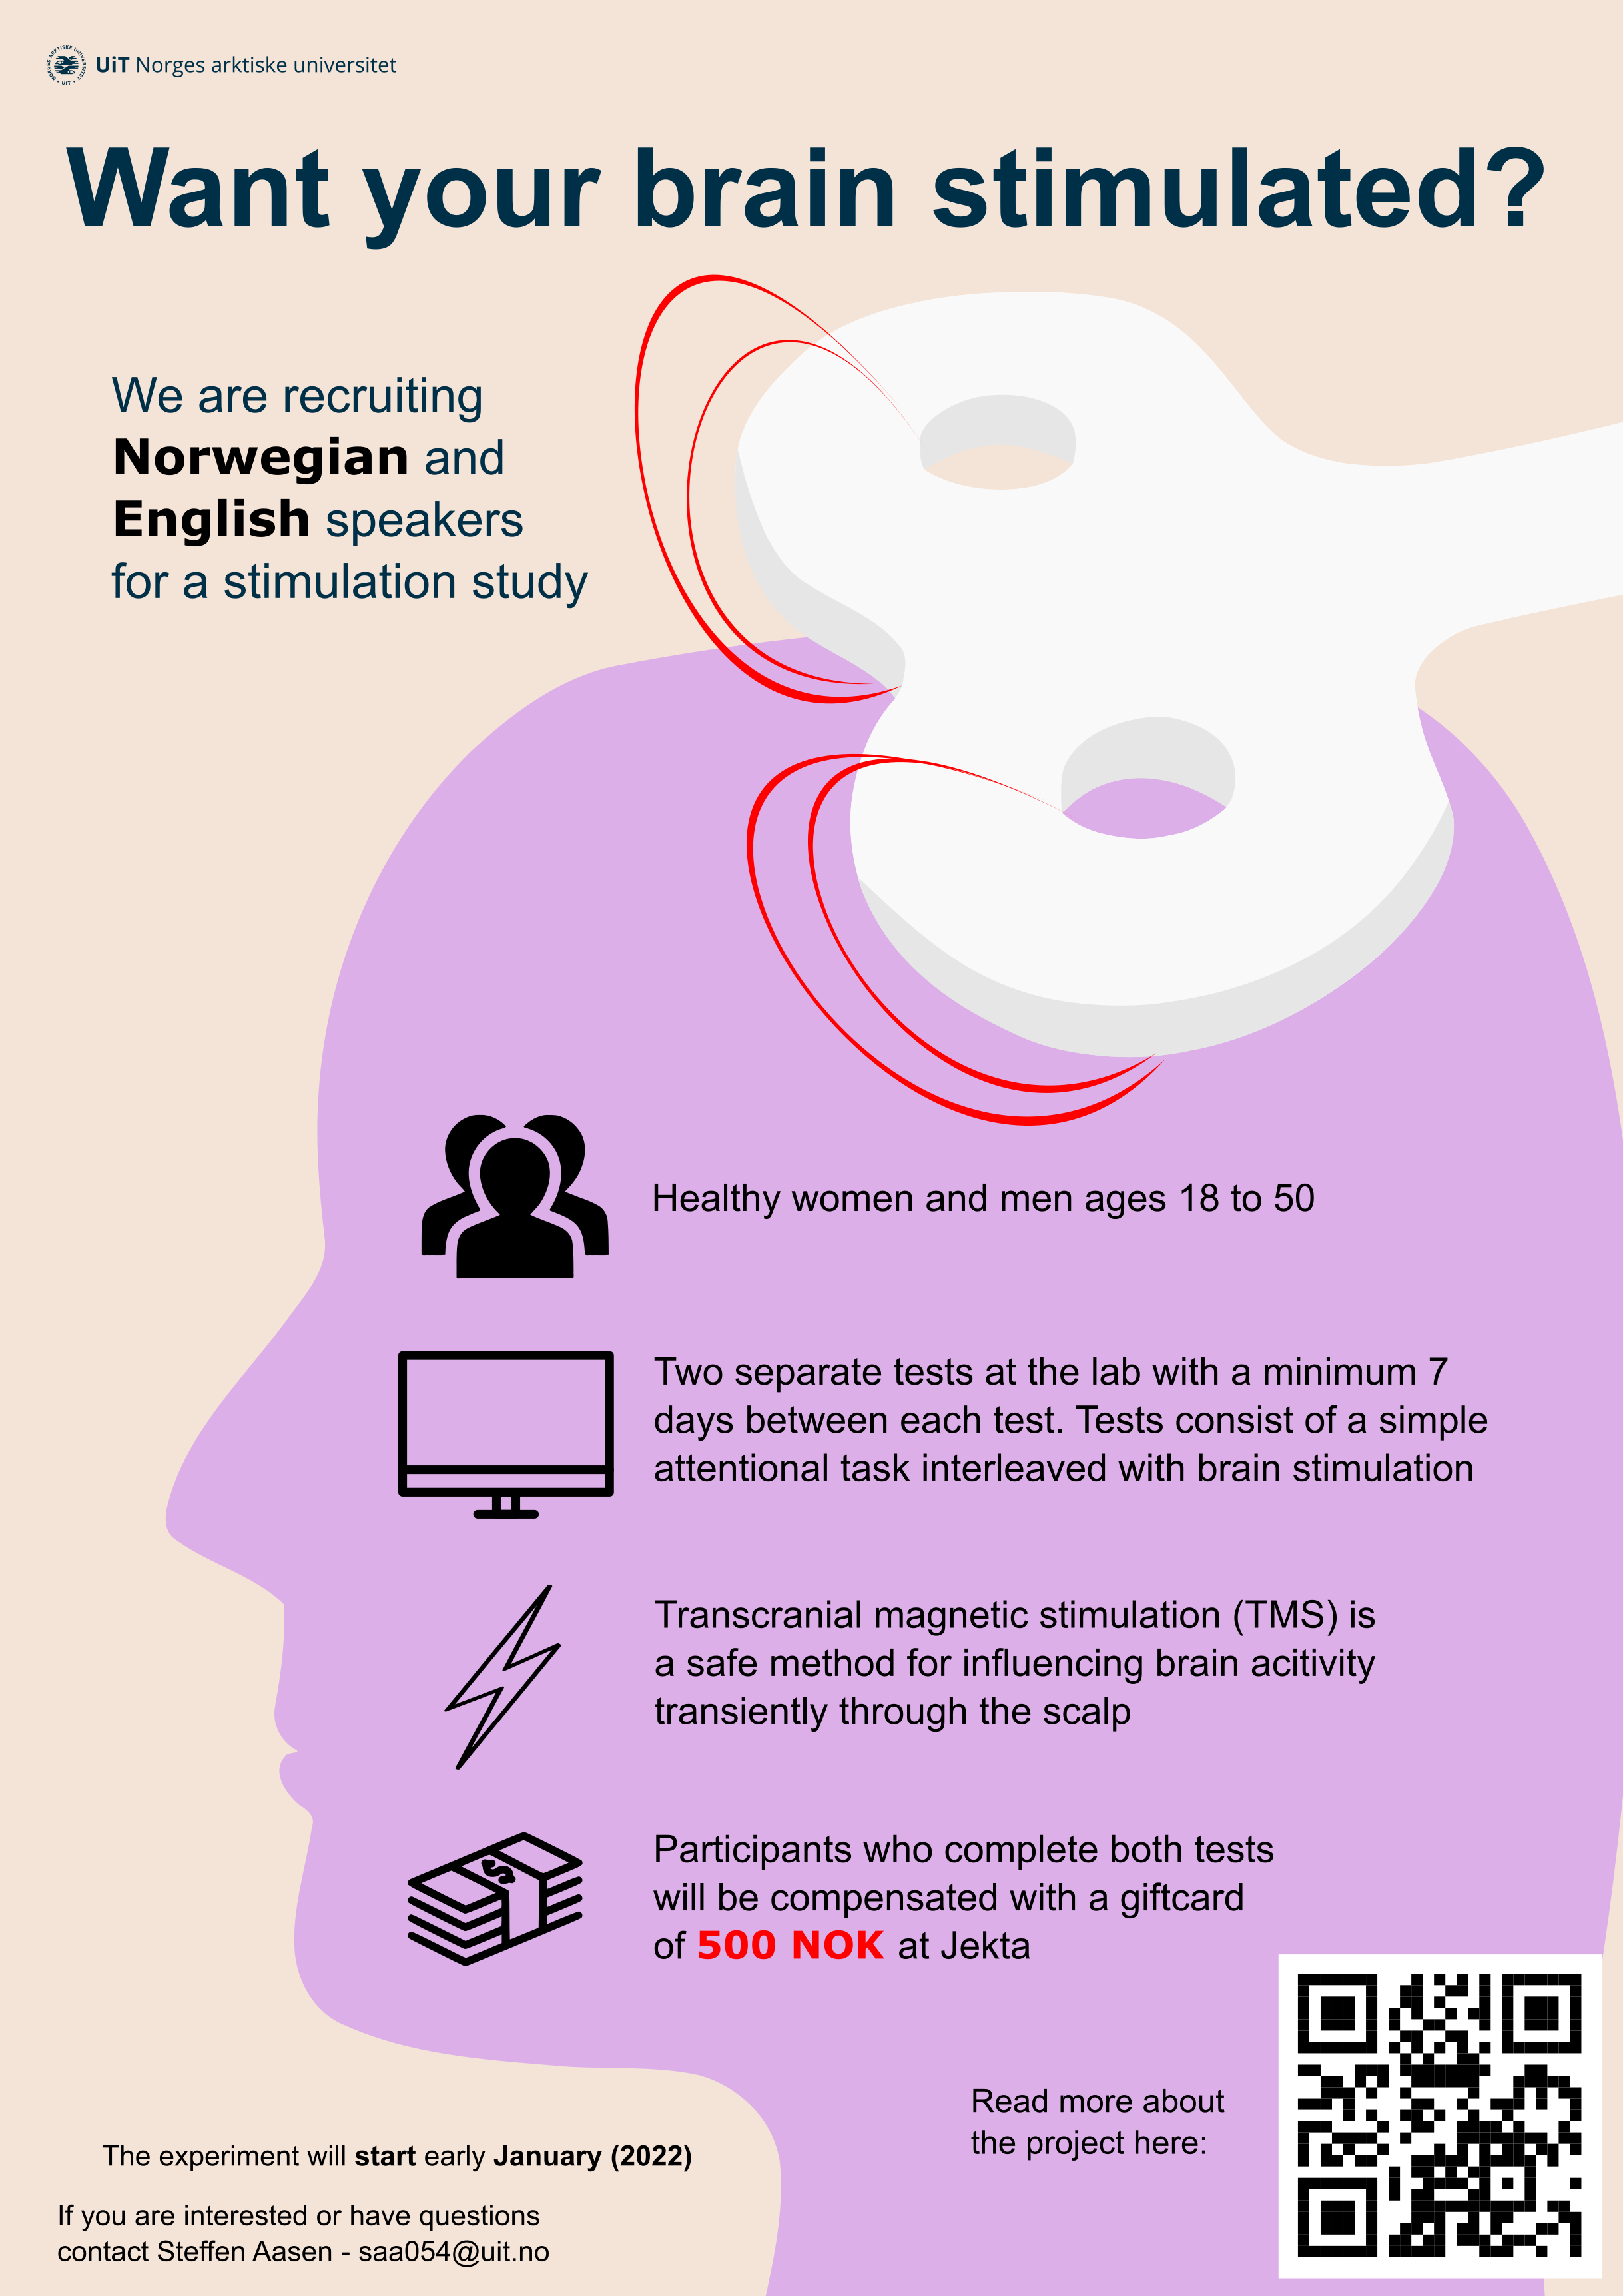 NORGES ARKTISKE UNIVERSITET • UiT •
UiT Norges arktiske universitet
Want your brain stimulated?
We are recruiting
Norwegian and
English speakers
for a stimulation study
Healthy women and men ages 18 to 50
Two separate tests at the lab with a minimum 7
days between each test. Tests consist of a simple
attentional task interleaved with brain stimulation
Transcranial magnetic stimulation (TMS) is
a safe method for influencing brain acitivity
transiently through the scalp
$
Participants who complete both tests
will be compensated with a giftcard
of 500 NOK at Jekta
Read more about
the project here:
The experiment will start early January (2022)
If you are interested or have questions
contact Steffen Aasen - saa054@uit.no